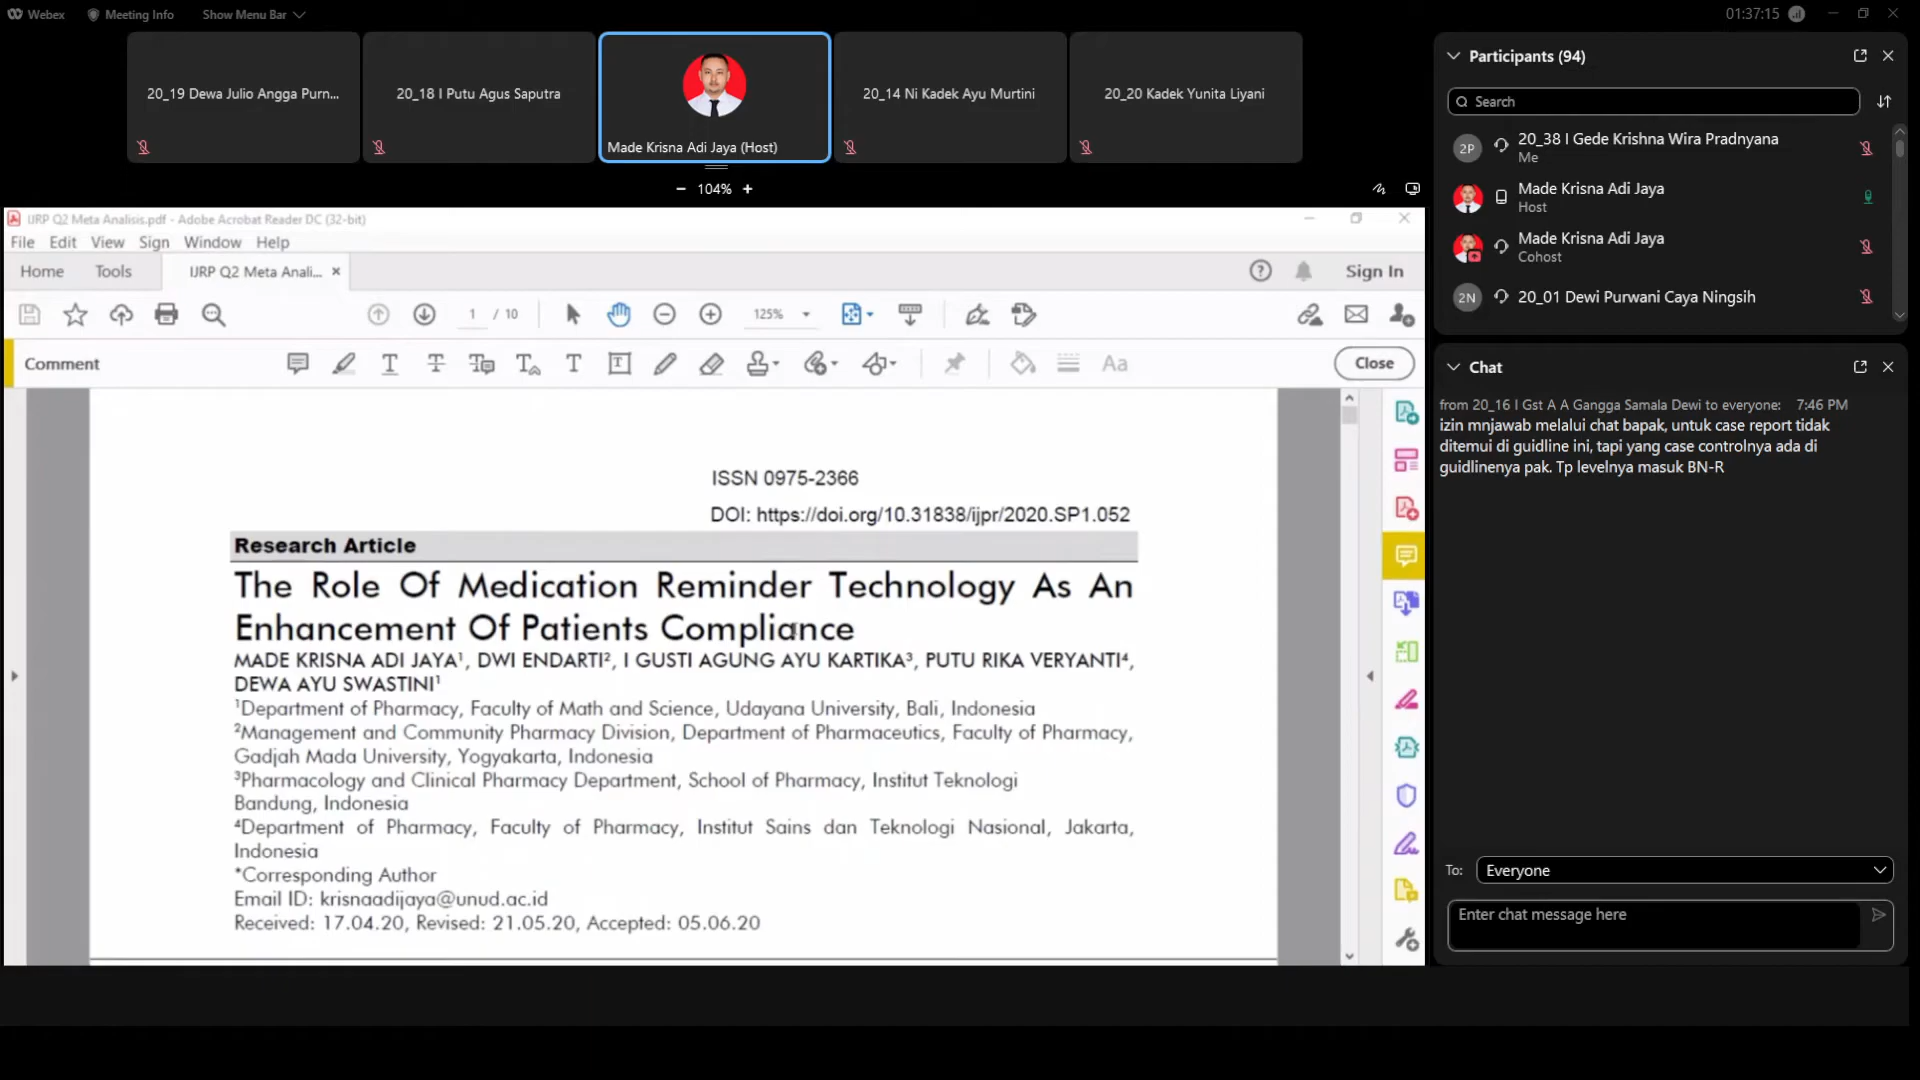 Webex
Meeting Info
Show Menu Bar
01:37:15
20_19 Dewa Julio Angga Purn...
20_18 I Putu Agus Saputra
Made Krisna Adi Jaya (Host)
20_14 Ni Kadek Ayu Murtini
20_20 Kadek Yunita Liyani
104%
IJRP Q2 Meta Analisis.pdf - Adobe Acrobat Reader DC (32-bit)
File Edit View Sign Window Help
Home Tools IJRP Q2 Meta Anali... Sign In
1 / 10 125%
Comment
Close
ISSN 0975-2366
DOI: https://doi.org/10.31838/ijpr/2020.SP1.052
Research Article
The Role Of Medication Reminder Technology As An
Enhancement Of Patients Compliance
MADE KRISNA ADI JAYA¹, DWI ENDARTI², I GUSTI AGUNG AYU KARTIKA³, PUTU RIKA VERYANTI⁴,
DEWA AYU SWASTINI¹
¹Department of Pharmacy, Faculty of Math and Science, Udayana University, Bali, Indonesia
²Management and Community Pharmacy Division, Department of Pharmaceutics, Faculty of Pharmacy,
Gadjah Mada University, Yogyakarta, Indonesia
³Pharmacology and Clinical Pharmacy Department, School of Pharmacy, Institut Teknologi
Bandung, Indonesia
⁴Department of Pharmacy, Faculty of Pharmacy, Institut Sains dan Teknologi Nasional, Jakarta,
Indonesia
*Corresponding Author
Email ID: krisnaadijaya@unud.ac.id
Received: 17.04.20, Revised: 21.05.20, Accepted: 05.06.20
Participants (94)
Search
2P
20_38 I Gede Krishna Wira Pradnyana
Me
Made Krisna Adi Jaya
Host
Made Krisna Adi Jaya
Cohost
2N
20_01 Dewi Purwani Caya Ningsih
Chat
from 20_16 I Gst A A Gangga Samala Dewi to everyone: 7:46 PM
izin mnjawab melalui chat bapak, untuk case report tidak
ditemui di guidline ini, tapi yang case controlnya ada di
guidlinenya pak. Tp levelnya masuk BN-R
To: Everyone
Enter chat message here